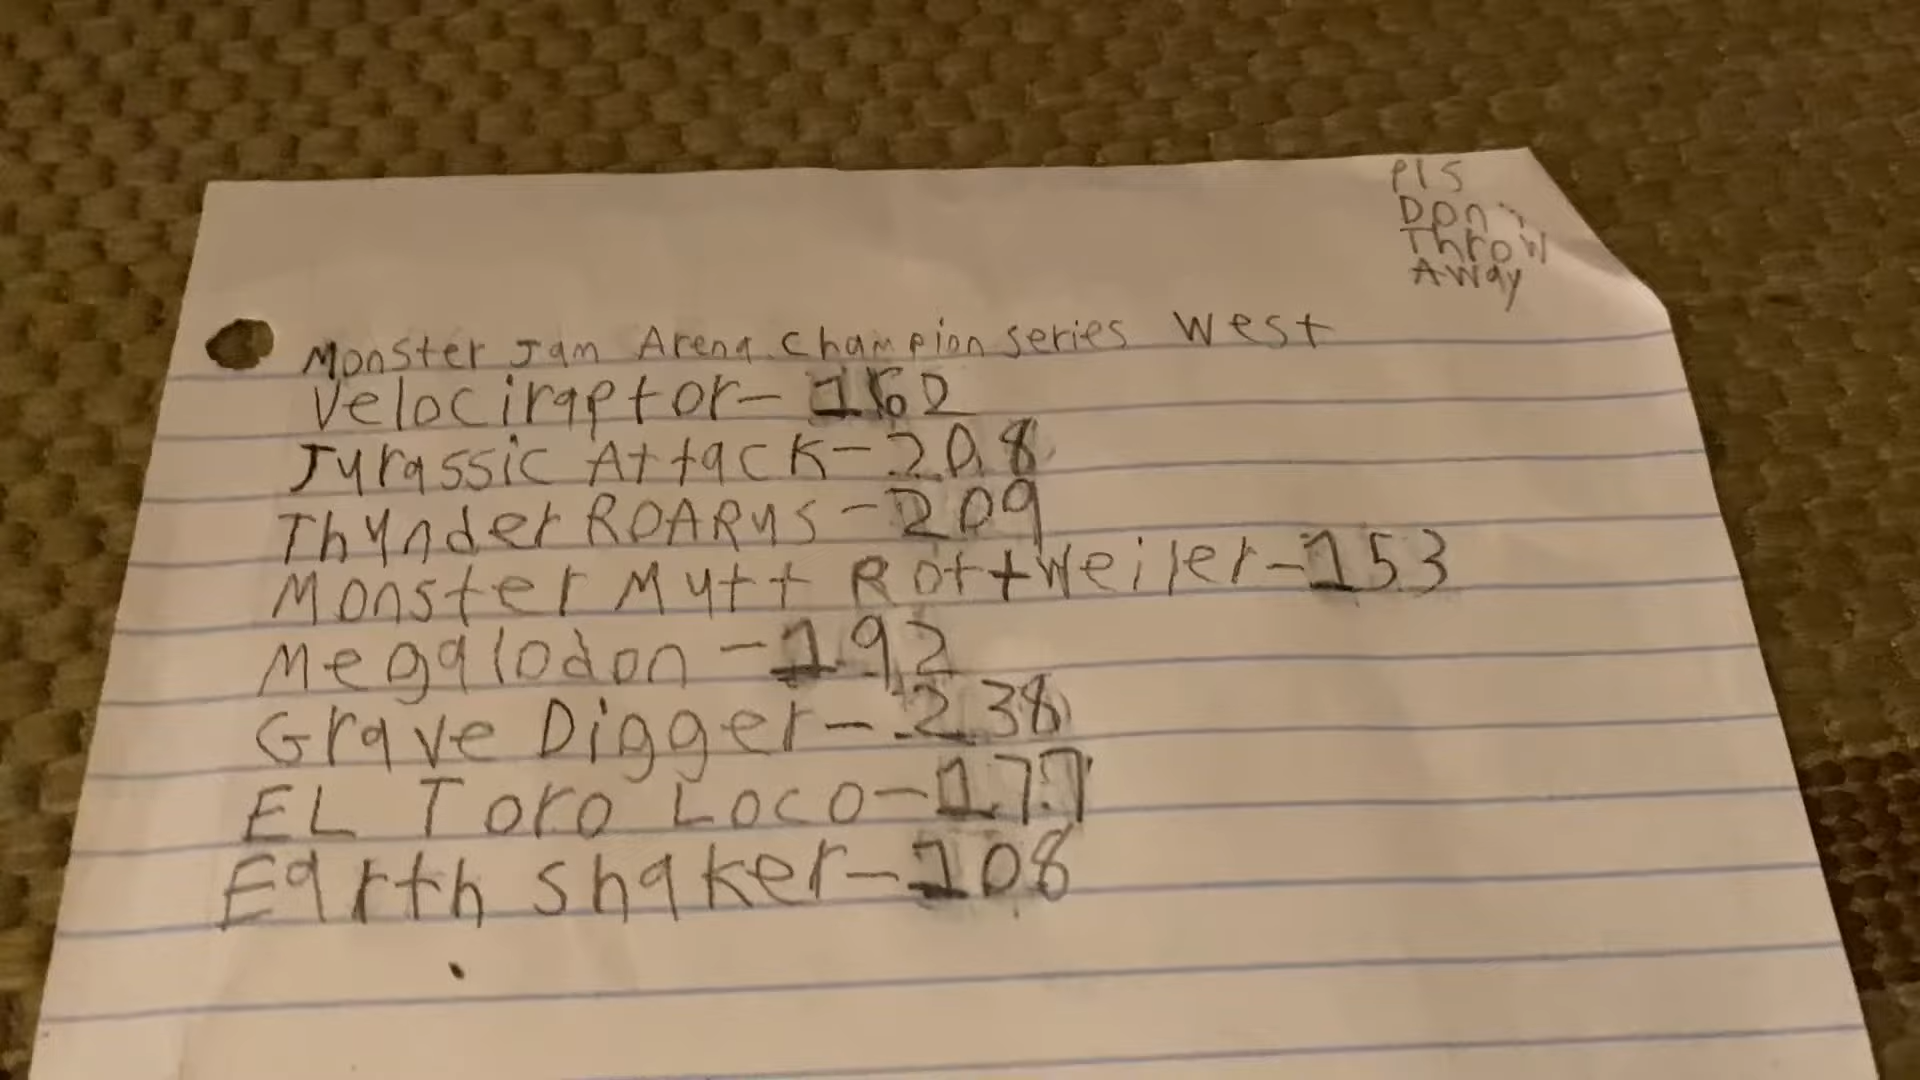 Pls
Don't
Throw
Away
Monster Jam Arena Champion series West
Velociraptor- 162
Jurassic Attack-208
Thunder ROARUS-209
Monster Mutt Rottweiler-153
Megalodon-192
Grave Digger-238
EL Toro Loco-177
Earth shaker-108